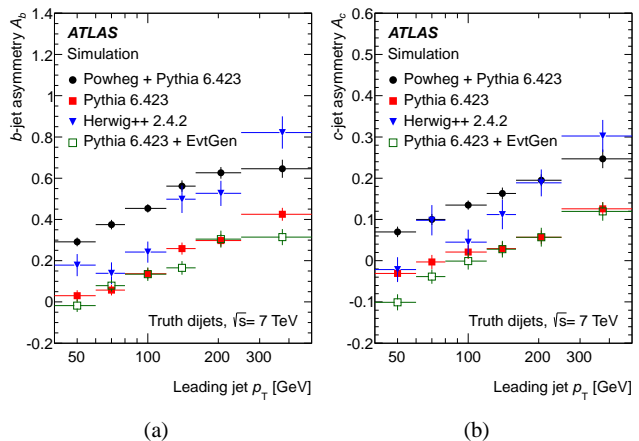 b-jet asymmetry A_b
1.4
1.2
1
0.8
0.6
0.4
0.2
0
-0.2
ATLAS
Simulation
Powheg + Pythia 6.423
Pythia 6.423
Herwig++ 2.4.2
Pythia 6.423 + EvtGen
Truth dijets, √s= 7 TeV
50
100
200
300
Leading jet p_T [GeV]
(a)
c-jet asymmetry A_c
0.6
0.5
0.4
0.3
0.2
0.1
0
-0.1
-0.2
ATLAS
Simulation
Powheg + Pythia 6.423
Pythia 6.423
Herwig++ 2.4.2
Pythia 6.423 + EvtGen
Truth dijets, √s= 7 TeV
50
100
200
300
Leading jet p_T [GeV]
(b)